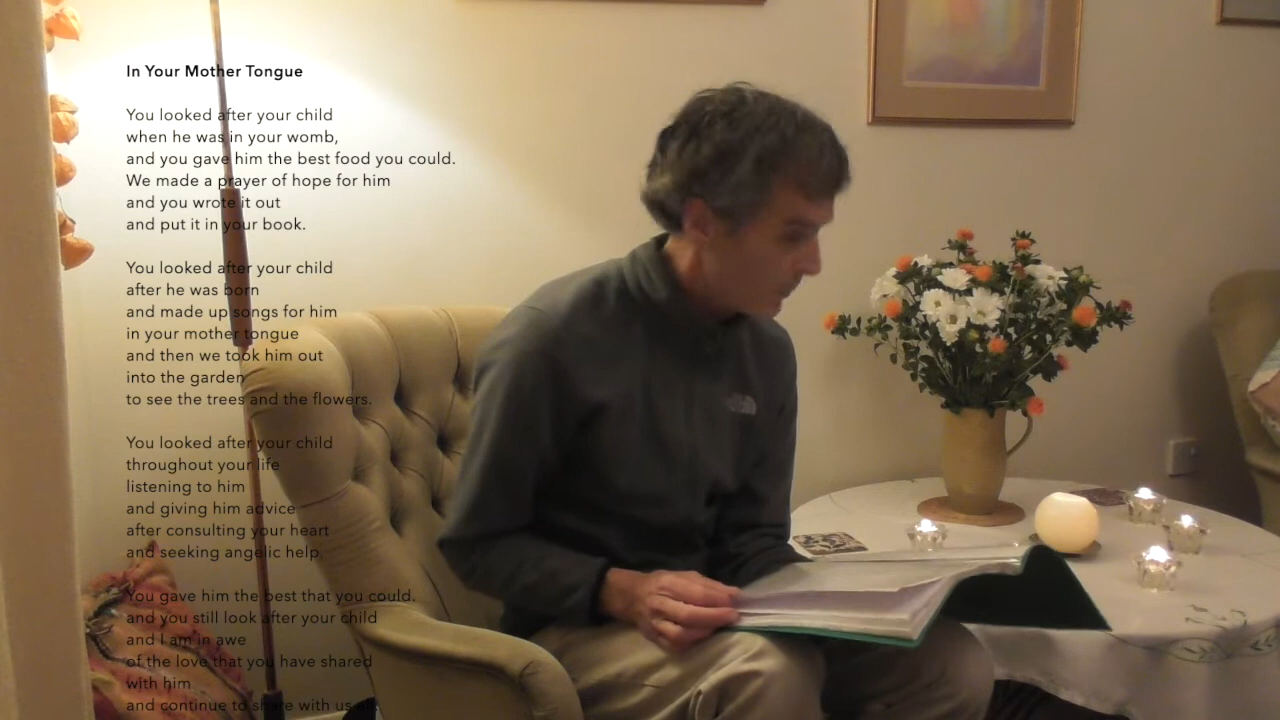 In Your Mother Tongue
You looked after your child
when he was in your womb,
and you gave him the best food you could.
We made a prayer of hope for him
and you wrote it out
and put it in your book.
You looked after your child
after he was born
and made up songs for him
in your mother tongue
and then we took him out
into the garden
to see the trees and the flowers.
You looked after your child
throughout your life
listening to him
and giving him advice
after consulting your heart
and seeking angelic help.
You gave him the best that you could.
and you still look after your child
and I am in awe
of the love that you have shared
with him
and continue to share with us all.